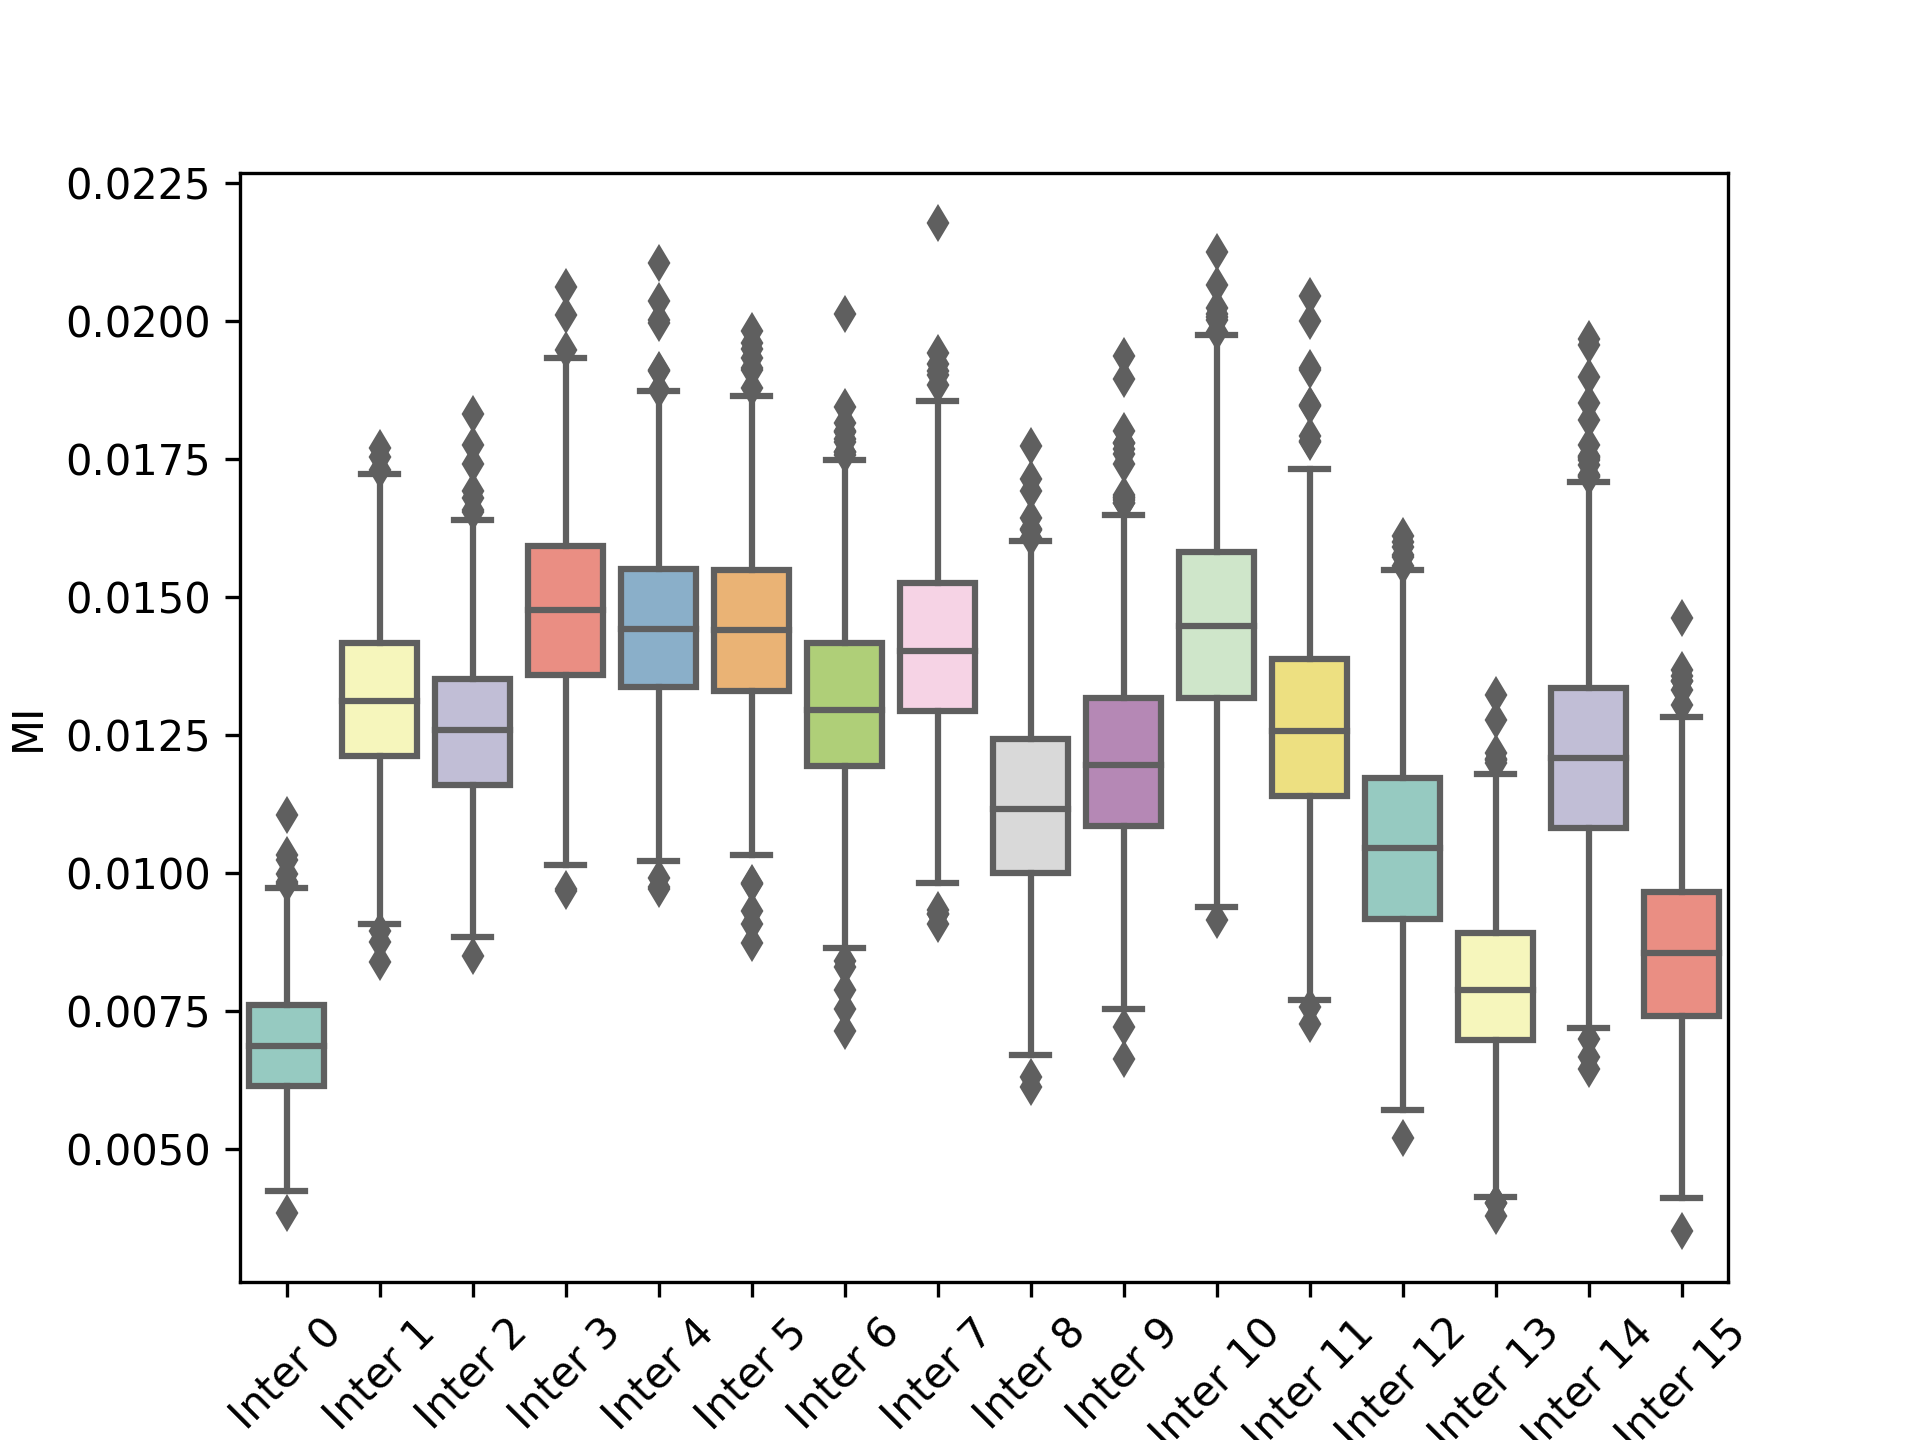 0.0225
0.0200
0.0175
0.0150
0.0125
0.0100
0.0075
0.0050
MI
Inter 0
Inter 1
Inter 2
Inter 3
Inter 4
Inter 5
Inter 6
Inter 7
Inter 8
Inter 9
Inter 10
Inter 11
Inter 12
Inter 13
Inter 14
Inter 15